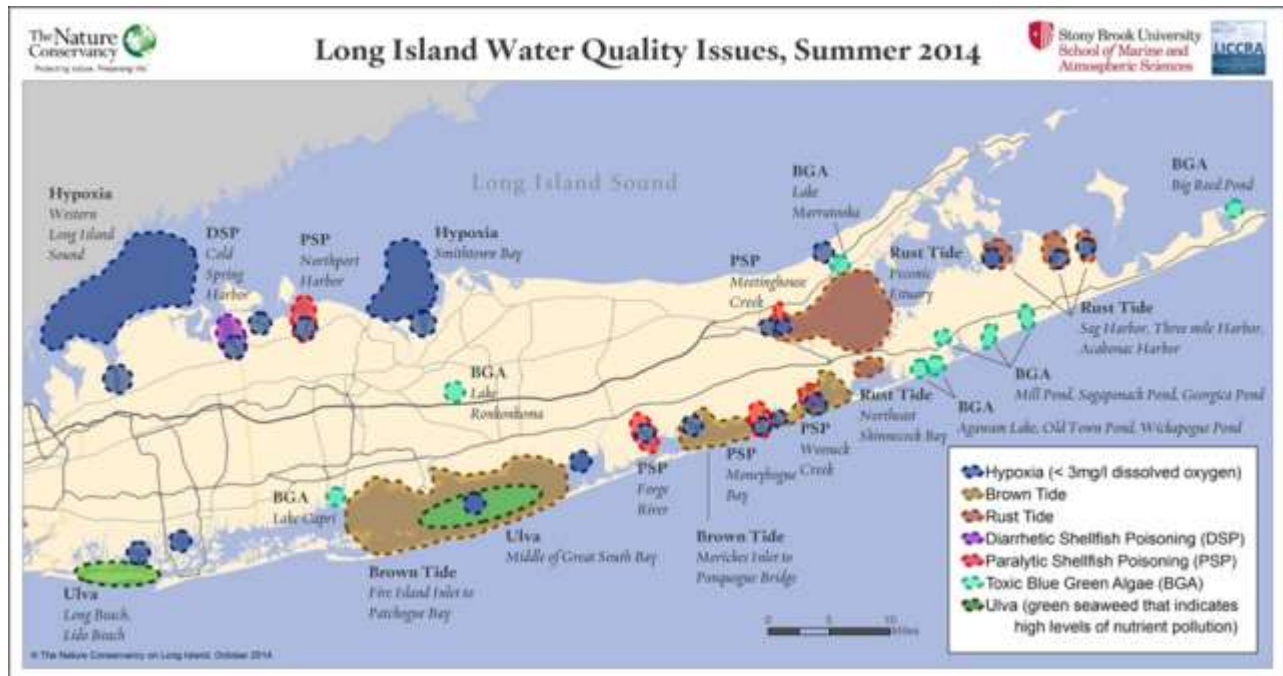 The Nature
Conservancy
Protecting nature. Preserving life.
Long Island Water Quality Issues, Summer 2014
Stony Brook University
School of Marine and
Atmospheric Sciences
LICCRA
Long Island Sound
Hypoxia
Western
Long Island
Sound
DSP
Cold
Spring
Harbor
PSP
Northport
Harbor
Hypoxia
Smithtown Bay
BGA
Lake
Marratooka
BGA
Big Reed Pond
PSP
Meetinghouse
Creek
Rust Tide
Peconic
Estuary
Rust Tide
Sag Harbor, Three mile Harbor,
Acabonac Harbor
BGA
Lake
Ronkonkoma
BGA
Mill Pond, Sagaponack Pond, Georgica Pond
Rust Tide
Northeast
Shinnecock Bay
BGA
Agawam Lake, Old Town Pond, Wickapogue Pond
BGA
Lake Capri
PSP
Forge
River
PSP
Moneybogue
Bay
PSP
Weesuck
Creek
Ulva
Middle of Great South Bay
Brown Tide
Moriches Inlet to
Ponquogue Bridge
Brown Tide
Fire Island Inlet to
Patchogue Bay
Ulva
Long Beach,
Lido Beach
Hypoxia (< 3mg/l dissolved oxygen)
Brown Tide
Rust Tide
Diarrhetic Shellfish Poisoning (DSP)
Paralytic Shellfish Poisoning (PSP)
Toxic Blue Green Algae (BGA)
Ulva (green seaweed that indicates
high levels of nutrient pollution)
0 5 10
Miles
© The Nature Conservancy on Long Island, October 2014